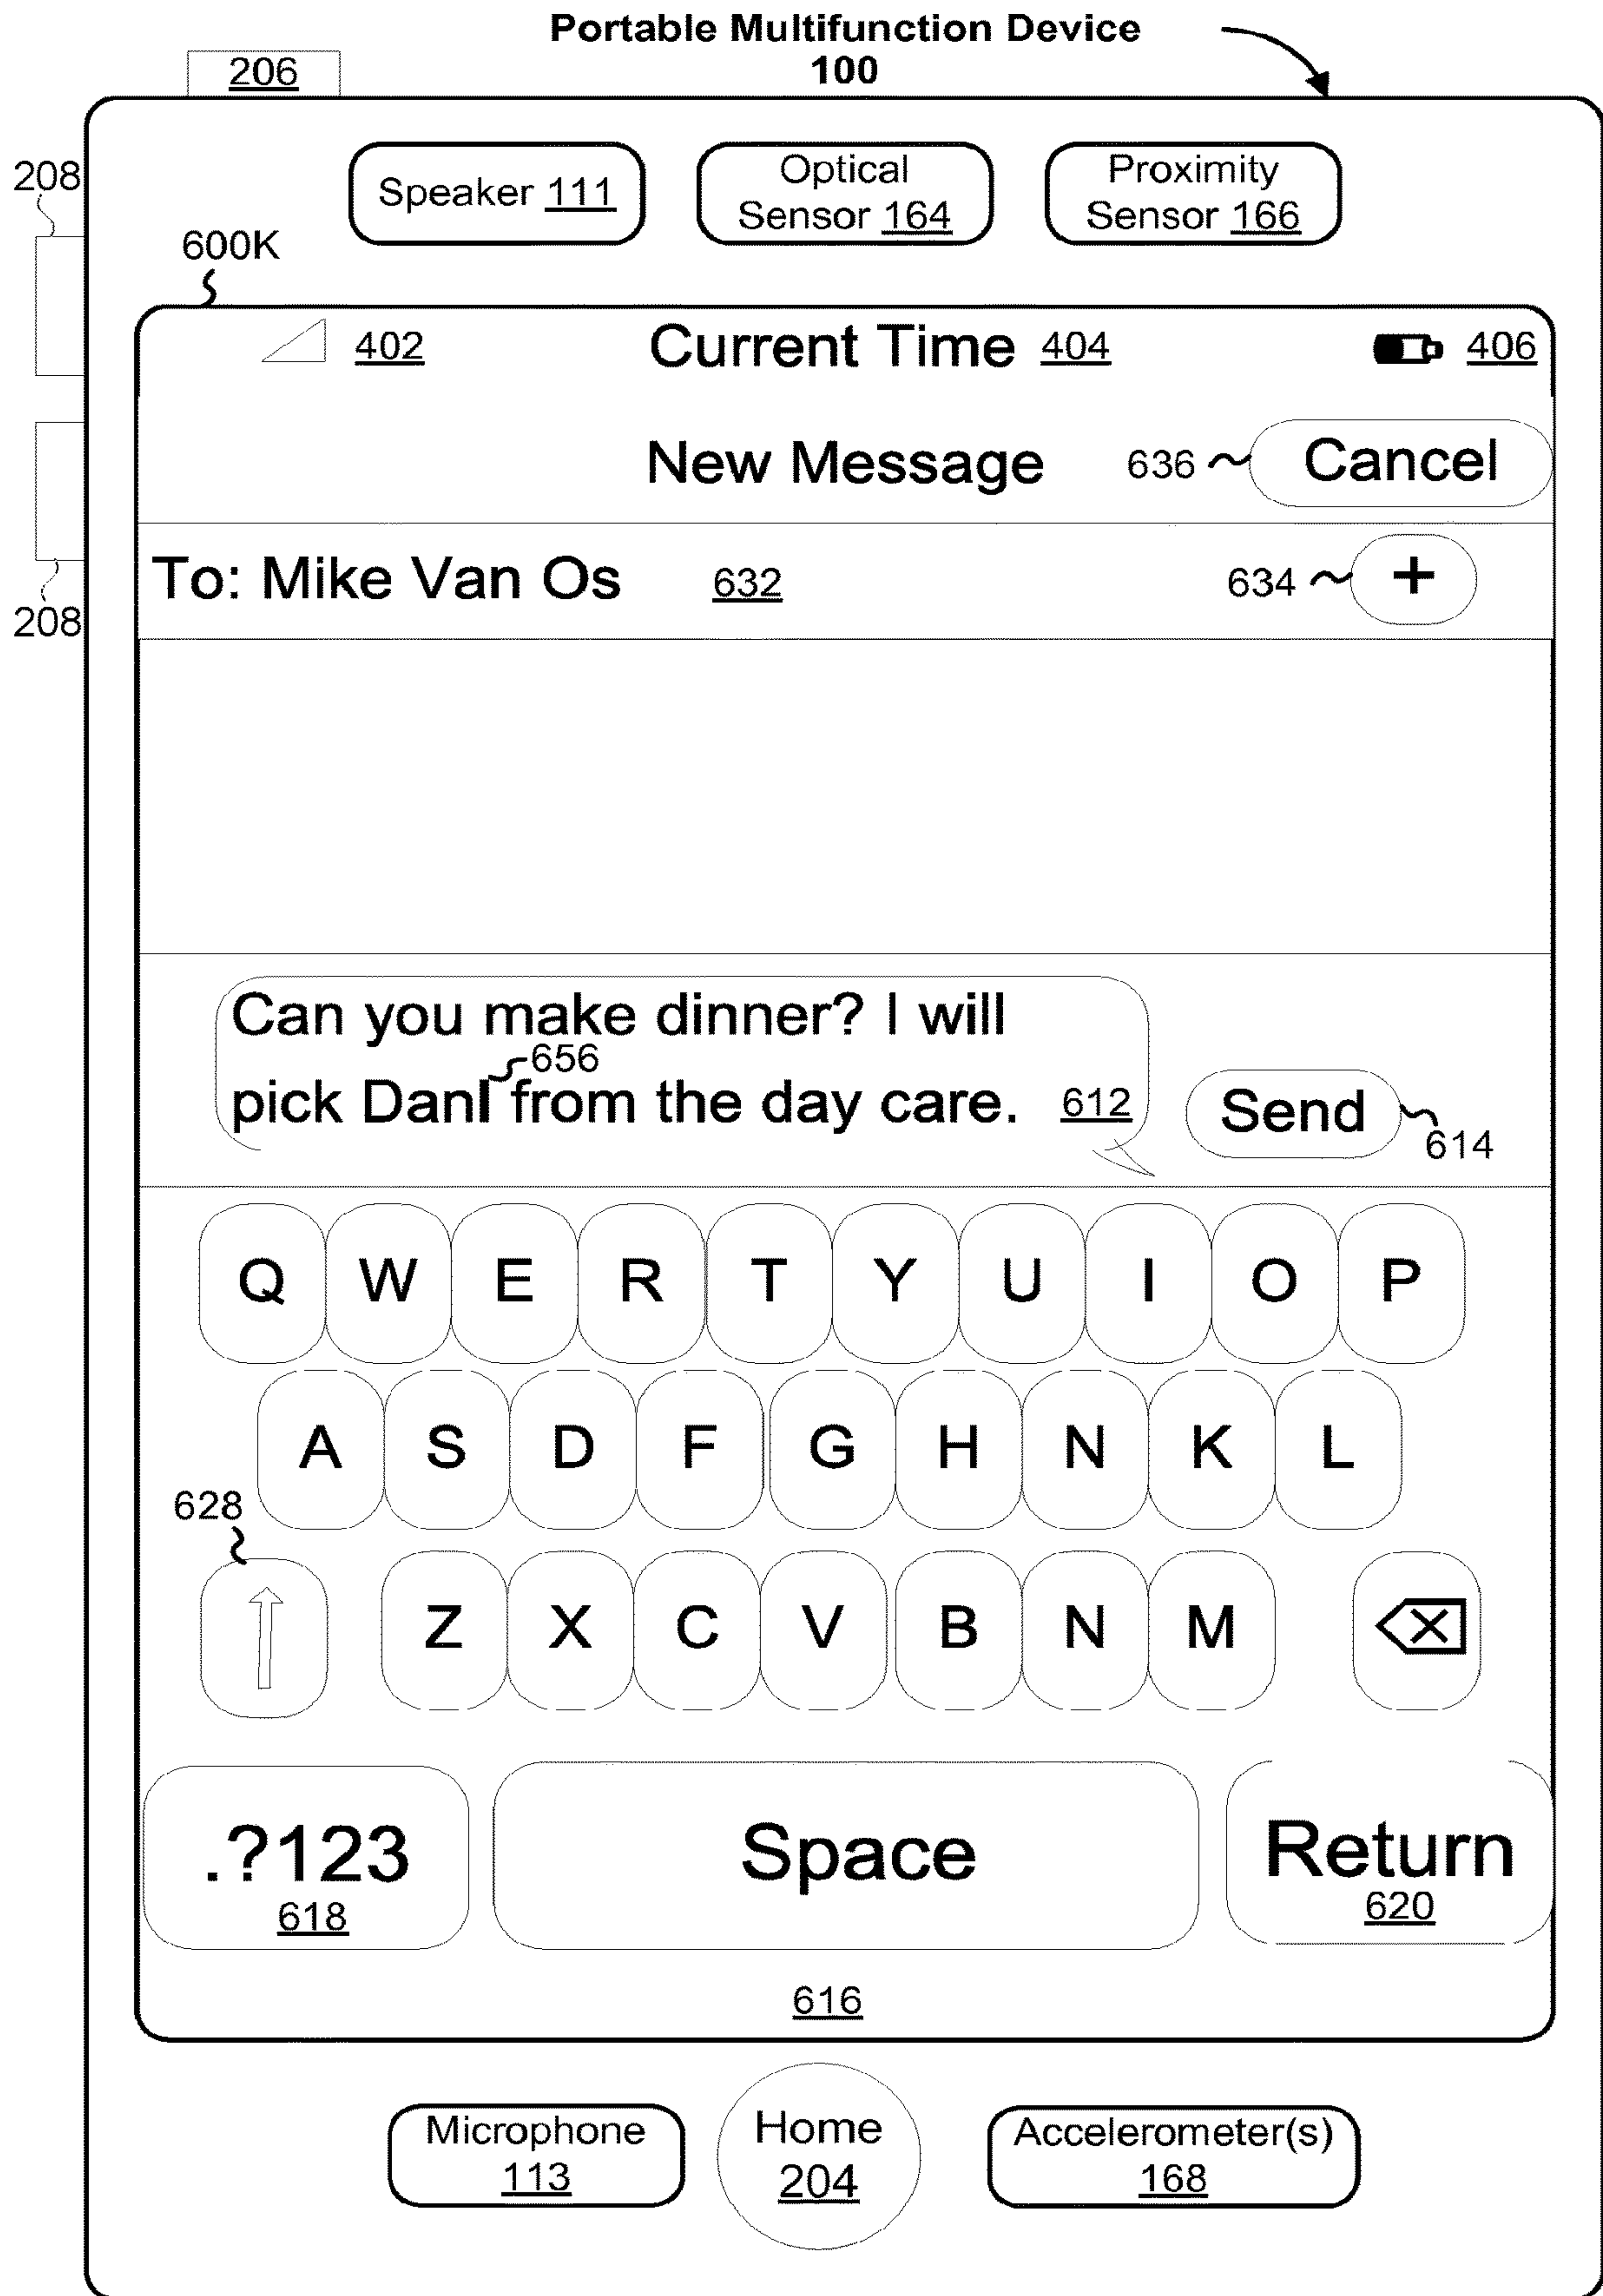 Portable Multifunction Device
100
206
208
Speaker 111
Optical
Sensor 164
Proximity
Sensor 166
600K
402 Current Time 404 406
New Message 636 Cancel
To: Mike Van Os 632 634 +
208
Can you make dinner? I will
656
pick Dan from the day care. 612
Send
614
Q W E R T Y U I O P
A S D F G H N K L
628
Z X C V B N M
.?123
618
Space
Return
620
616
Microphone
113
Home
204
Accelerometer(s)
168